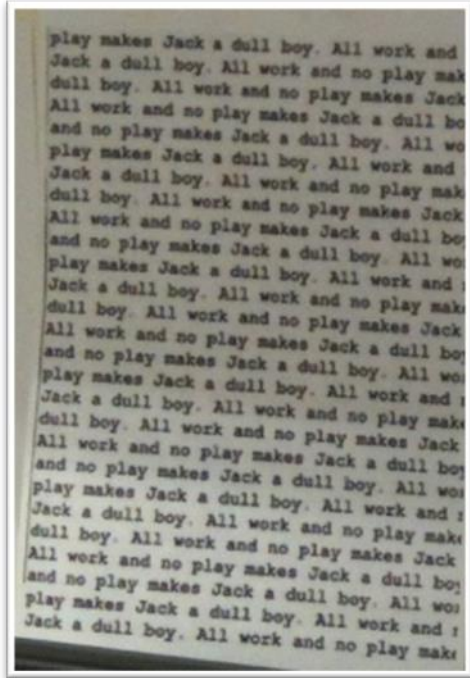 play makes Jack a dull boy. All work and
Jack a dull boy. All work and no play mak
dull boy. All work and no play makes Jack
All work and no play makes Jack a dull bo
and no play makes Jack a dull boy. All wo
play makes Jack a dull boy. All work and
Jack a dull boy. All work and no play mak
dull boy. All work and no play makes Jack
All work and no play makes Jack a dull bo
and no play makes Jack a dull boy. All wo
play makes Jack a dull boy. All work and
Jack a dull boy. All work and no play make
dull boy. All work and no play makes Jack
All work and no play makes Jack a dull boy
and no play makes Jack a dull boy. All wo
play makes Jack a dull boy. All work and
Jack a dull boy. All work and no play make
dull boy. All work and no play makes Jack
All work and no play makes Jack a dull boy
and no play makes Jack a dull boy. All wor
play makes Jack a dull boy. All work and
Jack a dull boy. All work and no play make
dull boy. All work and no play makes Jack
All work and no play makes Jack a dull boy
and no play makes Jack a dull boy. All wor
play makes Jack a dull boy. All work and
Jack a dull boy. All work and no play make